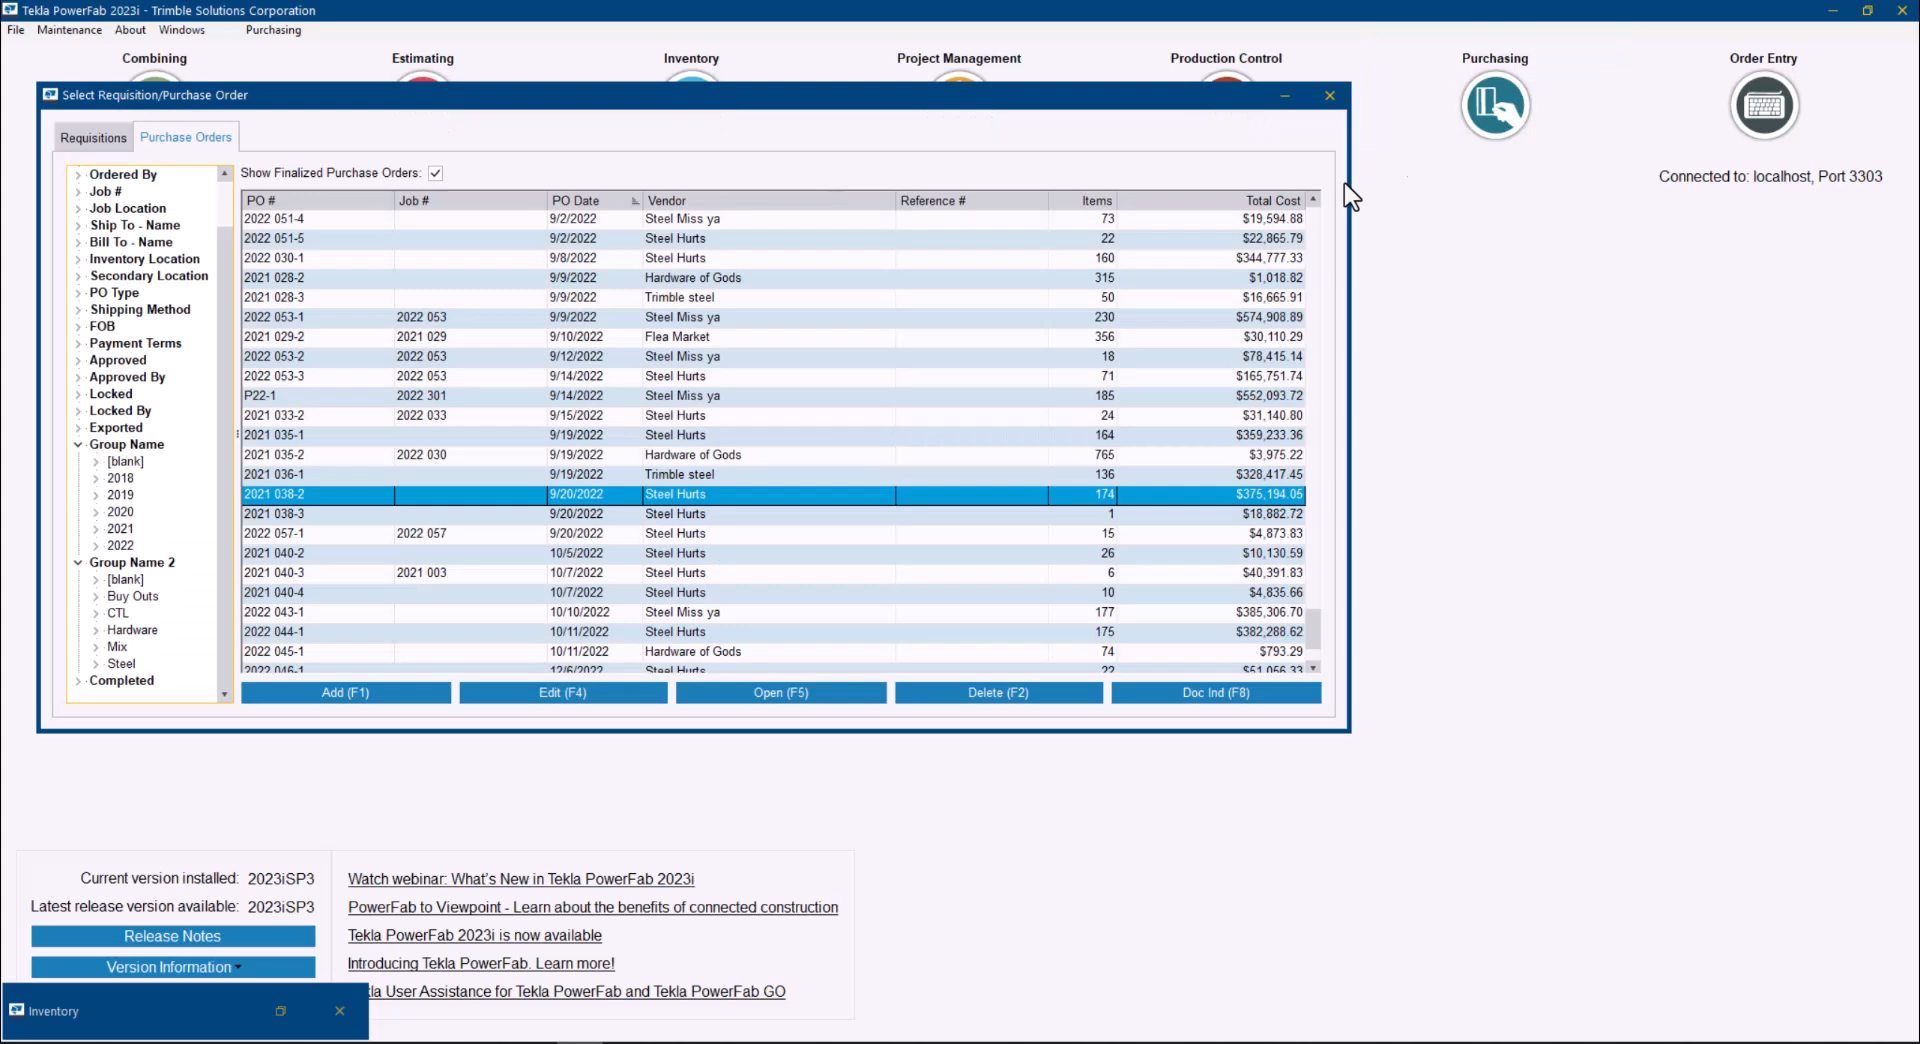 Tekla PowerFab 2023i - Trimble Solutions Corporation
File Maintenance About Windows Purchasing
Combining Estimating Inventory Project Management Production Control Purchasing Order Entry
Select Requisition/Purchase Order
Connected to: localhost, Port 3303
Requisitions Purchase Orders
Ordered By
Job #
Job Location
Ship To - Name
Bill To - Name
Inventory Location
Secondary Location
PO Type
Shipping Method
FOB
Payment Terms
Approved
Approved By
Locked
Locked By
Exported
Group Name
[blank]
2018
2019
2020
2021
2022
Group Name 2
[blank]
Buy Outs
CTL
Hardware
Mix
Steel
Completed
Show Finalized Purchase Orders:
PO # Job # PO Date Vendor Reference # Items Total Cost
2022 051-4 9/2/2022 Steel Miss ya 73 $19,594.88
2022 051-5 9/2/2022 Steel Hurts 22 $22,865.79
2022 030-1 9/8/2022 Steel Hurts 160 $344,777.33
2021 028-2 9/9/2022 Hardware of Gods 315 $1,018.82
2021 028-3 9/9/2022 Trimble steel 50 $16,665.91
2022 053-1 2022 053 9/9/2022 Steel Miss ya 230 $574,908.89
2021 029-2 2021 029 9/10/2022 Flea Market 356 $30,110.29
2022 053-2 2022 053 9/12/2022 Steel Miss ya 18 $78,415.14
2022 053-3 2022 053 9/14/2022 Steel Hurts 71 $165,751.74
P22-1 2022 301 9/14/2022 Steel Miss ya 185 $552,093.72
2021 033-2 2022 033 9/15/2022 Steel Hurts 24 $31,140.80
2021 035-1 9/19/2022 Steel Hurts 164 $359,233.36
2021 035-2 2022 030 9/19/2022 Hardware of Gods 765 $3,975.22
2021 036-1 9/19/2022 Trimble steel 136 $328,417.45
2021 038-2 9/20/2022 Steel Hurts 174 $375,194.05
2021 038-3 9/20/2022 Steel Hurts 1 $18,882.72
2022 057-1 2022 057 9/20/2022 Steel Hurts 15 $4,873.83
2021 040-2 10/5/2022 Steel Hurts 26 $10,130.59
2021 040-3 2021 003 10/7/2022 Steel Hurts 6 $40,391.83
2021 040-4 10/7/2022 Steel Hurts 10 $4,835.66
2022 043-1 10/10/2022 Steel Miss ya 177 $385,306.70
2022 044-1 10/11/2022 Steel Hurts 175 $382,288.62
2022 045-1 10/11/2022 Hardware of Gods 74 $793.29
2022 046-1 12/6/2022 Steel Hurts 22 $51,056.33
Add (F1) Edit (F4) Open (F5) Delete (F2) Doc Ind (F8)
Current version installed: 2023iSP3
Latest release version available: 2023iSP3
Release Notes
Version Information
Watch webinar: What's New in Tekla PowerFab 2023i
PowerFab to Viewpoint - Learn about the benefits of connected construction
Tekla PowerFab 2023i is now available
Introducing Tekla PowerFab. Learn more!
kla User Assistance for Tekla PowerFab and Tekla PowerFab GO
Inventory